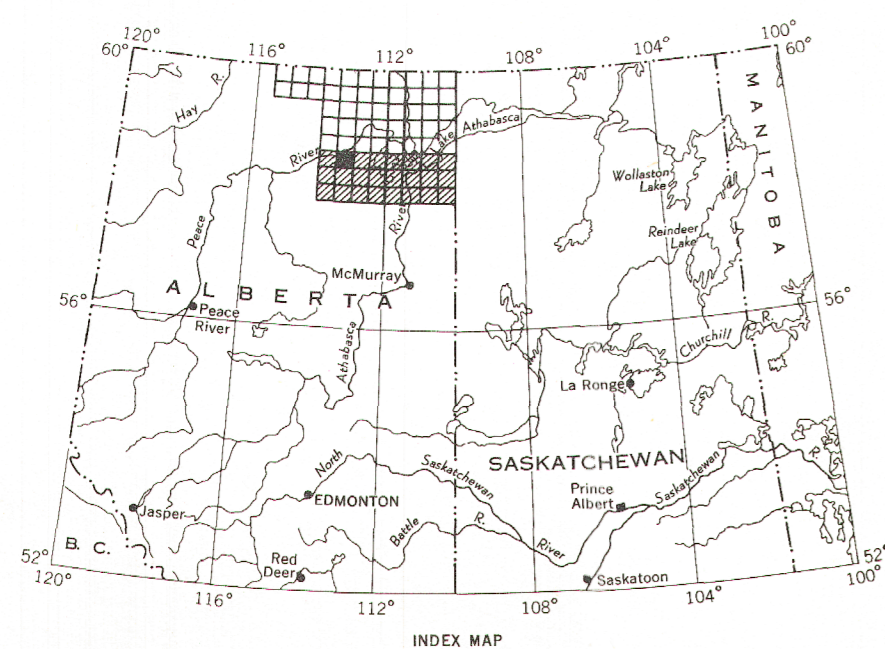 120°
60°
116°
112°
108°
104°
100°
60°
Hay
R.
River
Lake
Athabasca
MANITOBA
Wollaston
Lake
Peace
River
Reindeer
Lake
McMurray
ALBERTA
56°
Peace
River
56°
R.
Churchill
Athabasca
La Ronge
North
Saskatchewan
SASKATCHEWAN
Saskatchewan
R.
Prince
Albert
EDMONTON
Jasper
Battle
R.
River
B. C.
Red
Deer
Saskatoon
52°
120°
52°
100°
116°
112°
108°
104°
INDEX MAP